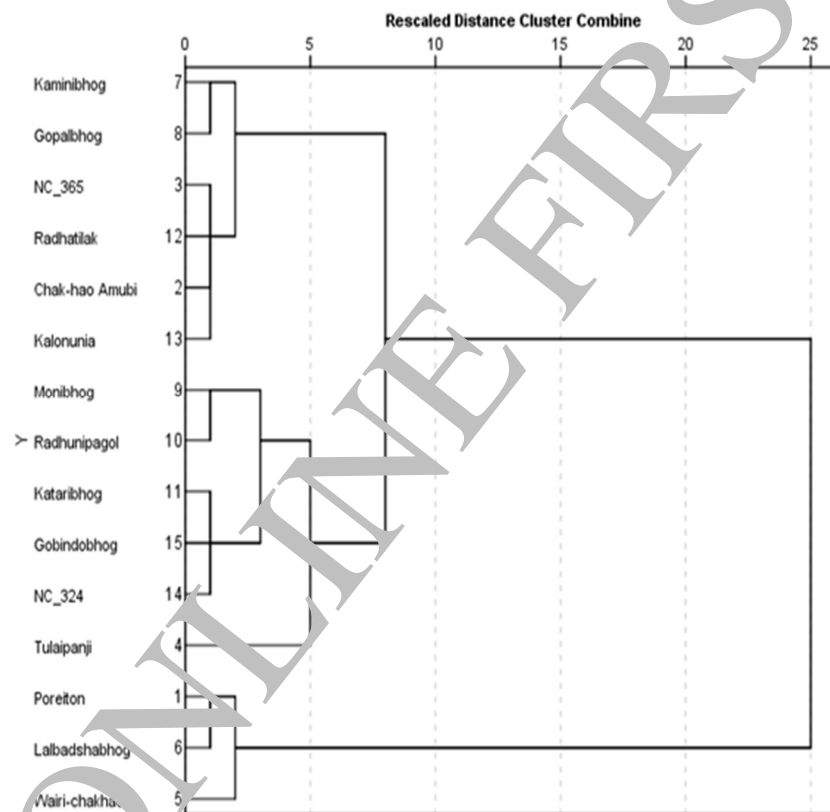 Rescaled Distance Cluster Combine
0 5 10 15 20 25
Kaminibhog 7
Gopalbhog 8
NC_365 3
Radhatilak 12
Chak-hao Amubi 2
Kalonunia 13
Monibhog 9
Y Radhunipagol 10
Kataribhog 11
Gobindobhog 15
NC_324 14
Tulaipanji 4
Poreiton 1
Lalbadshabhog 6
5
ONLINE FIRS